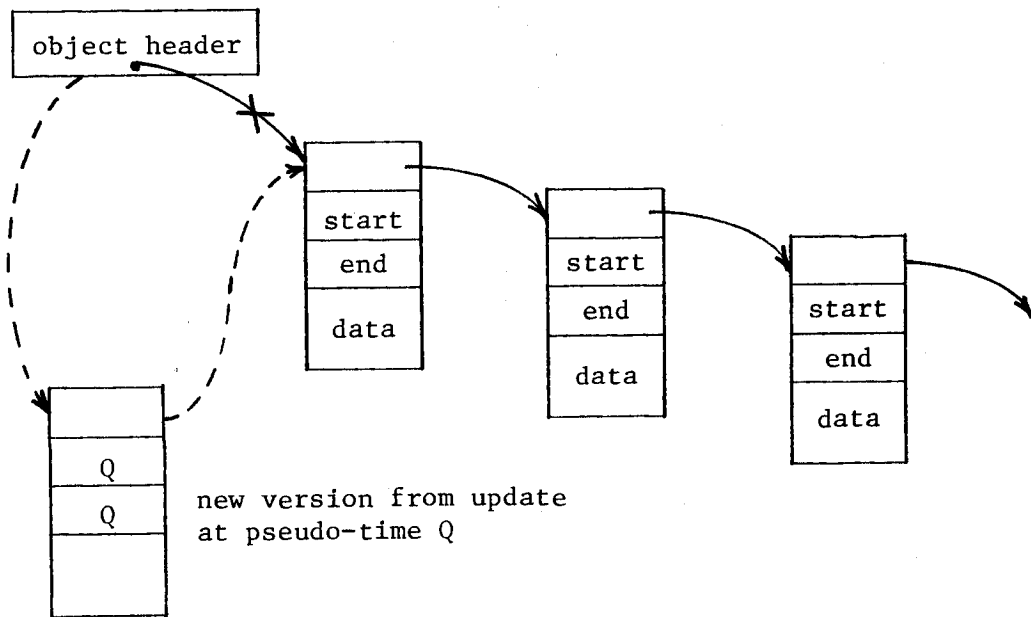 object header
start
end
data
start
end
data
start
end
data
Q
Q
new version from update
at pseudo-time Q